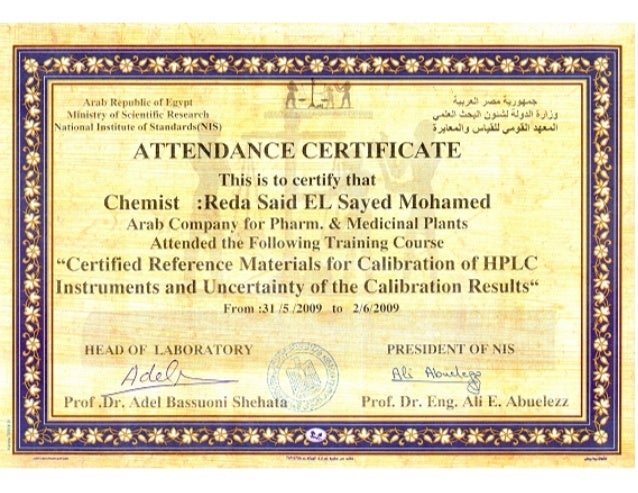 Arab Republic of Egypt
Ministry of Scientific Research
National Institute of Standards(NIS)
جمهورية مصر العربية
وزارة الدولة لشئون البحث العلمى
المعهد القومي للقياس والمعايرة
ATTENDANCE CERTIFICATE
This is to certify that
Chemist :Reda Said EL Sayed Mohamed
Arab Company for Pharm. & Medicinal Plants
Attended the Following Training Course
“Certified Reference Materials for Calibration of HPLC
Instruments and Uncertainty of the Calibration Results“
From :31 /5 /2009 to 2/6/2009
HEAD OF LABORATORY
PRESIDENT OF NIS
Adel
Ali Abuelezz
Prof .Dr. Adel Bassuoni Shehata
Prof. Dr. Eng. Ali E. Abuelezz